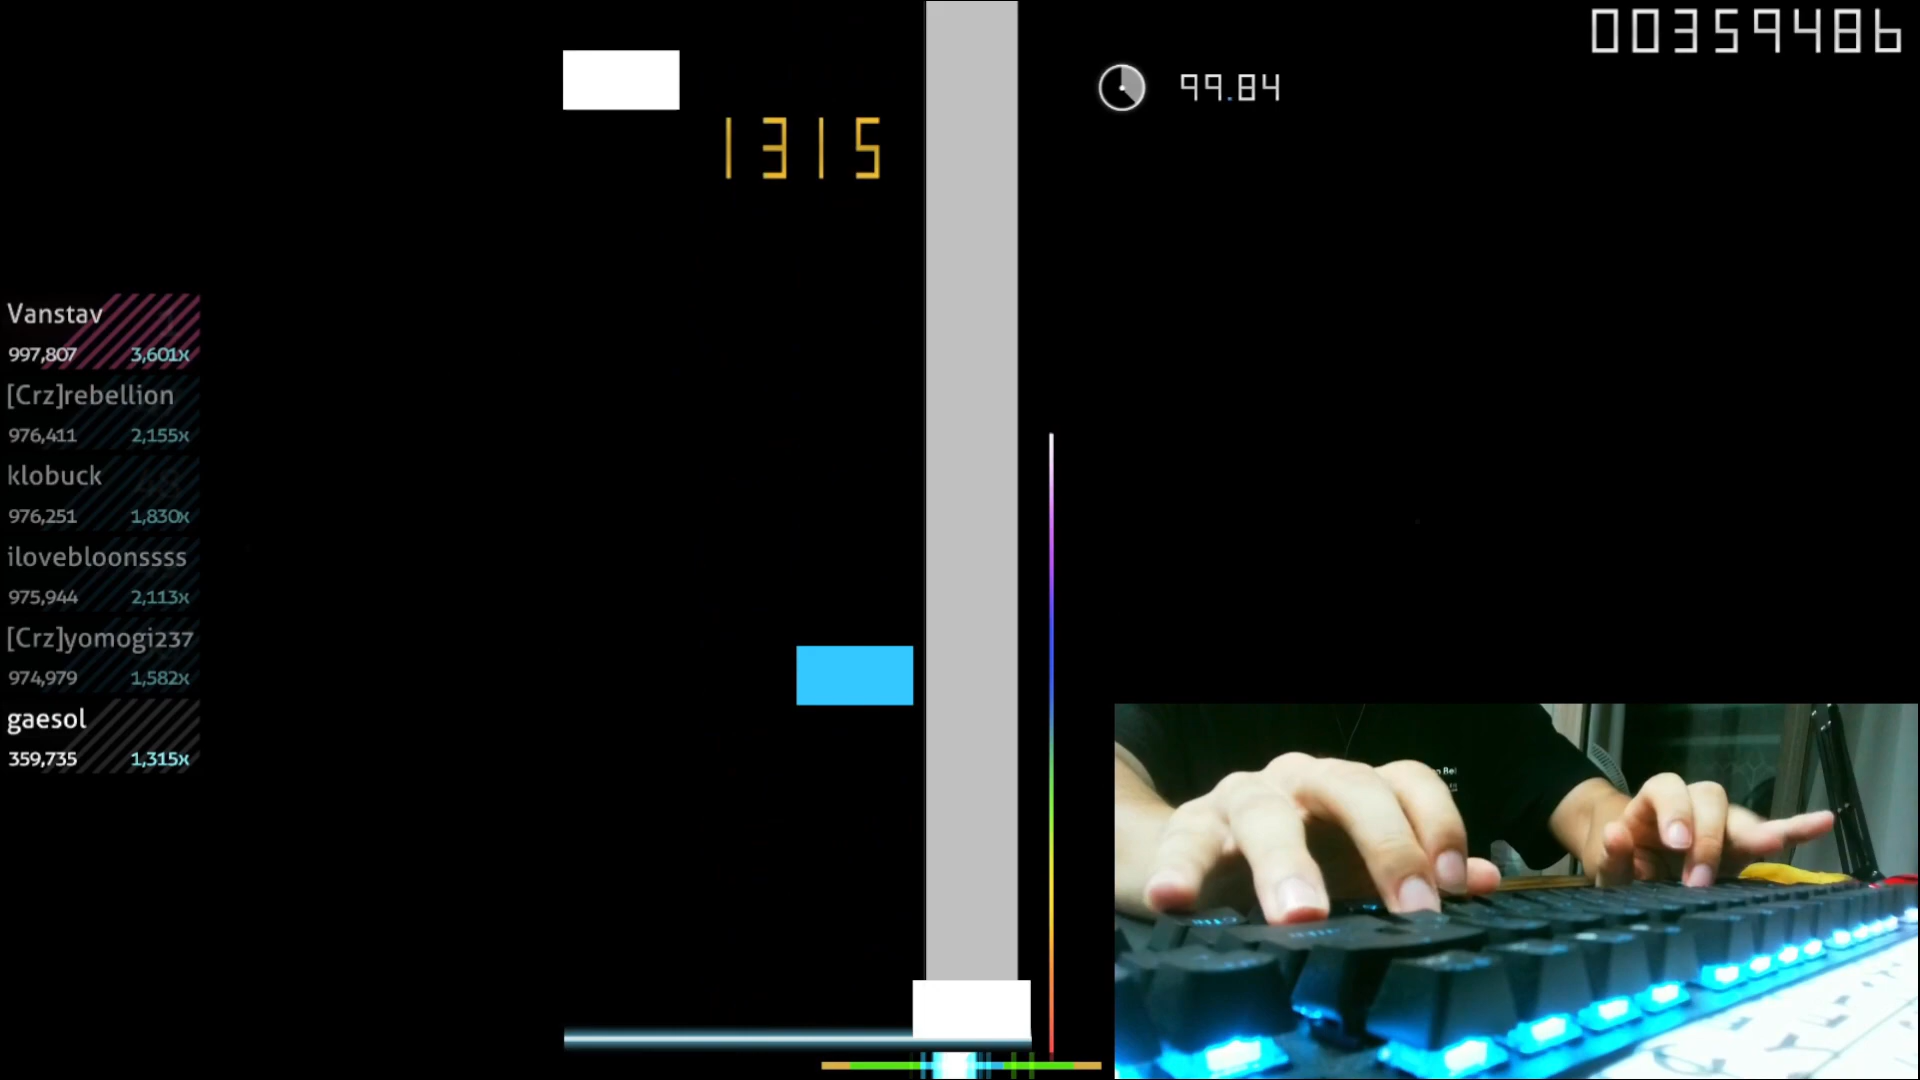 00359486
99.84
1315
Vanstav
997,807 3,601x
[Crz]rebellion
976,411 2,155x
klobuck
976,251 1,830x
ilovebloonssss
975,944 2,113x
[Crz]yomogi237
974,979 1,582x
gaesol
359,735 1,315x